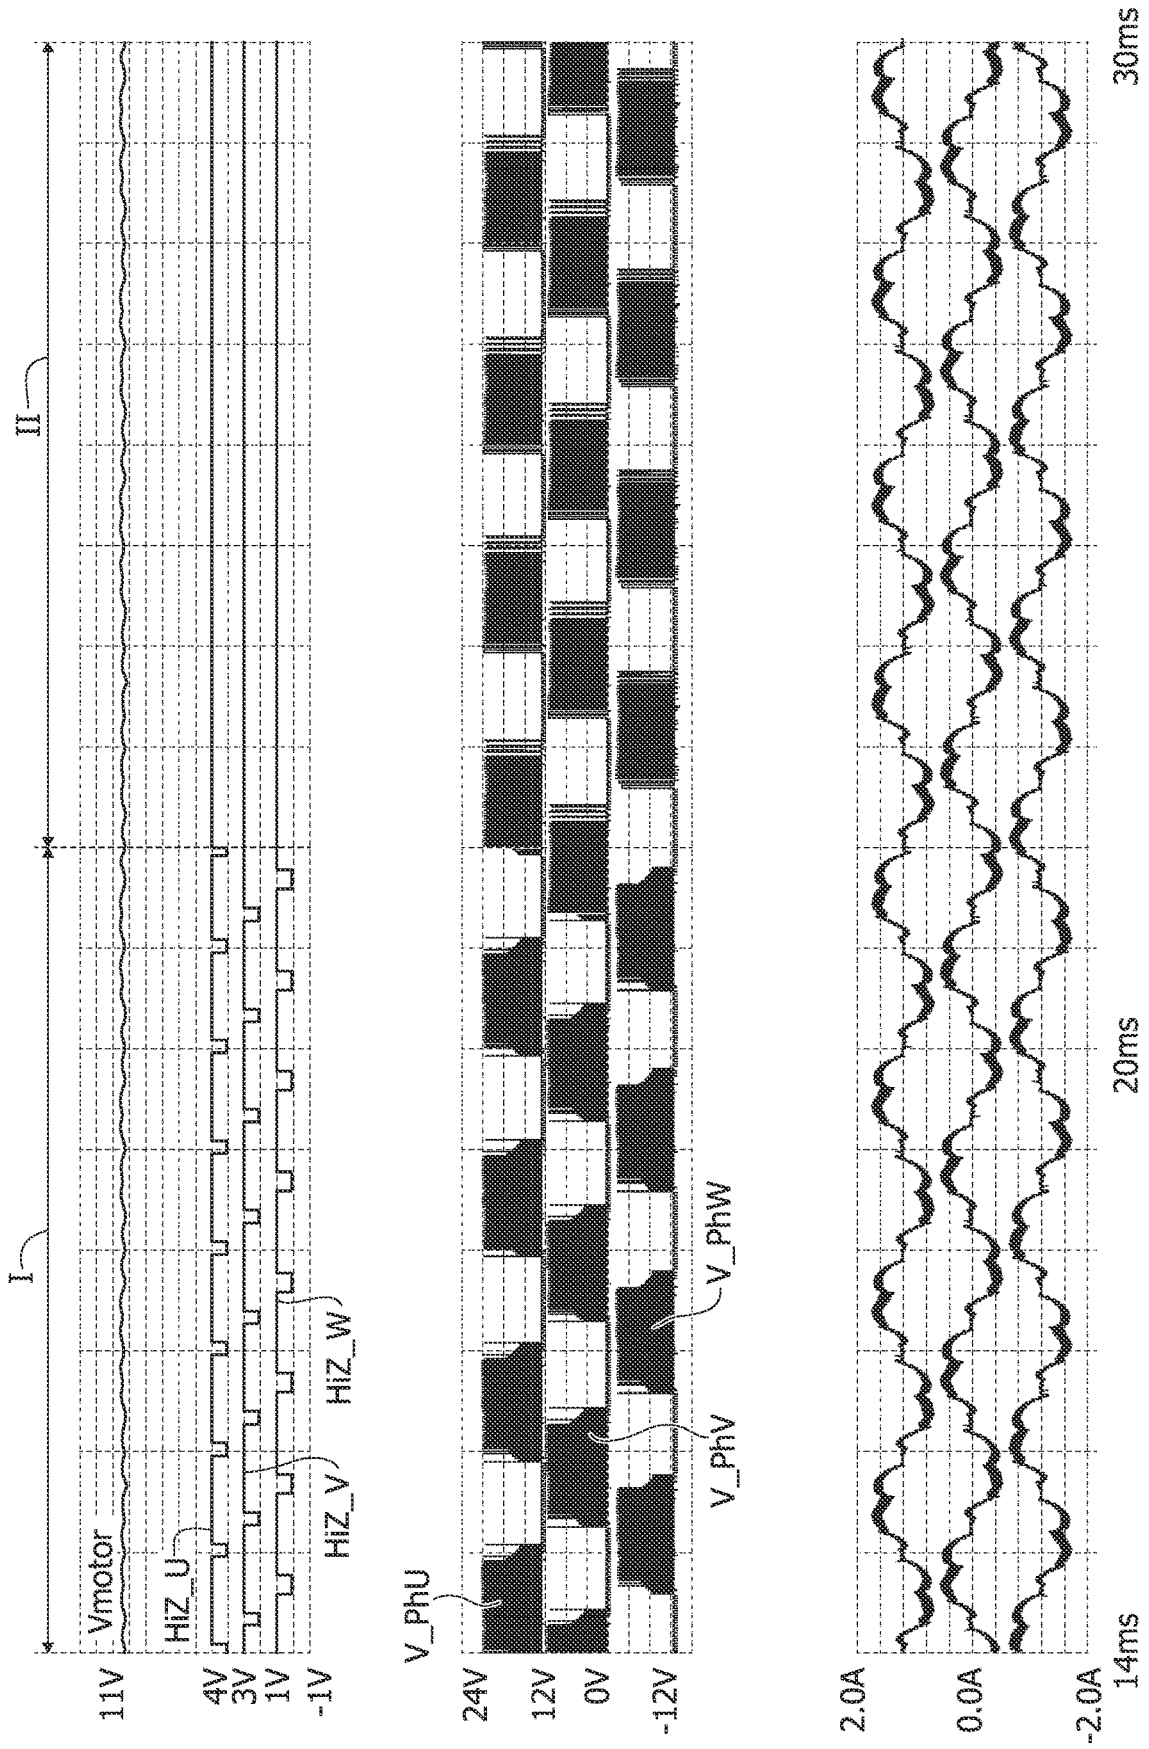 I
II
Vmotor
11V
HiZ_U
4V
3V
1V
-1V
HiZ_V
HiZ_W
V_PhU
24V
12V
0V
-12V
V_PhV
V_PhW
2.0A
0.0A
-2.0A
14ms
20ms
30ms